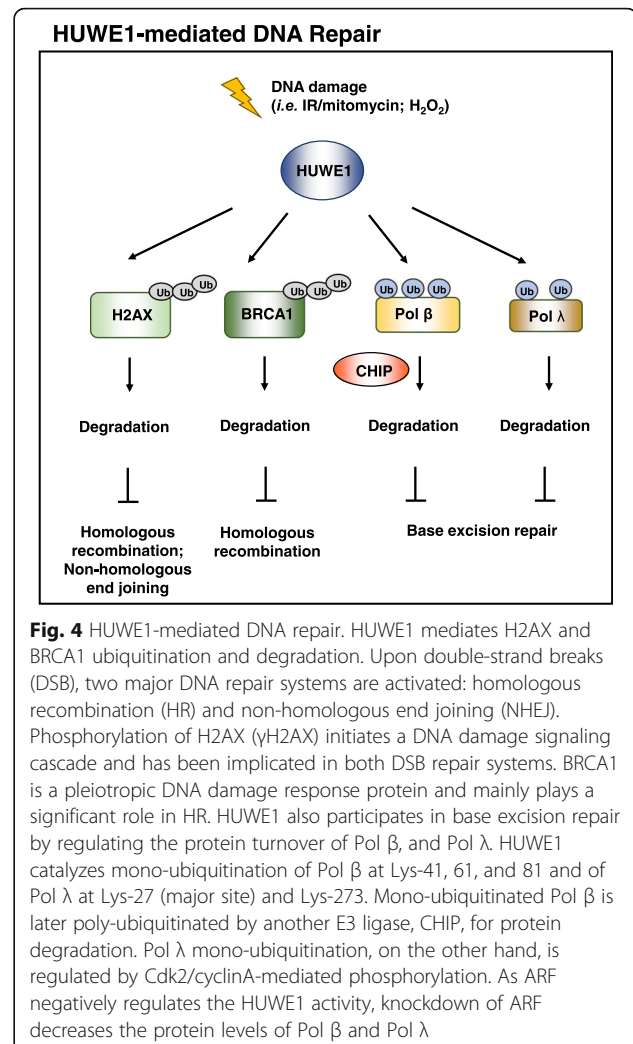 HUWE1-mediated DNA Repair
DNA damage
(i.e. IR/mitomycin; H₂O₂)
HUWE1
Ub Ub Ub
H2AX
Ub Ub Ub
BRCA1
Ub Ub Ub
Pol β
Ub Ub
Pol λ
CHIP
Degradation
Degradation
Degradation
Degradation
Homologous
recombination;
Non-homologous
end joining
Homologous
recombination
Base excision repair
Fig. 4 HUWE1-mediated DNA repair. HUWE1 mediates H2AX and
BRCA1 ubiquitination and degradation. Upon double-strand breaks
(DSB), two major DNA repair systems are activated: homologous
recombination (HR) and non-homologous end joining (NHEJ).
Phosphorylation of H2AX (γH2AX) initiates a DNA damage signaling
cascade and has been implicated in both DSB repair systems. BRCA1
is a pleiotropic DNA damage response protein and mainly plays a
significant role in HR. HUWE1 also participates in base excision repair
by regulating the protein turnover of Pol β, and Pol λ. HUWE1
catalyzes mono-ubiquitination of Pol β at Lys-41, 61, and 81 and of
Pol λ at Lys-27 (major site) and Lys-273. Mono-ubiquitinated Pol β is
later poly-ubiquitinated by another E3 ligase, CHIP, for protein
degradation. Pol λ mono-ubiquitination, on the other hand, is
regulated by Cdk2/cyclinA-mediated phosphorylation. As ARF
negatively regulates the HUWE1 activity, knockdown of ARF
decreases the protein levels of Pol β and Pol λ